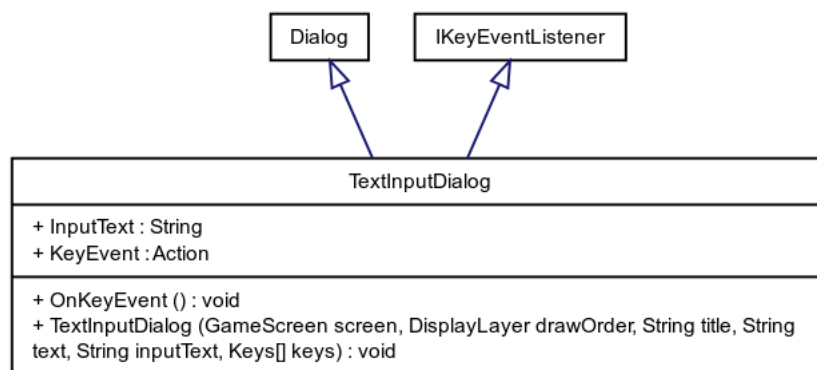 Dialog
IKeyEventListener
TextInputDialog
+ InputText : String
+ KeyEvent : Action
+ OnKeyEvent () : void
+ TextInputDialog (GameScreen screen, DisplayLayer drawOrder, String title, String
text, String inputText, Keys[] keys) : void